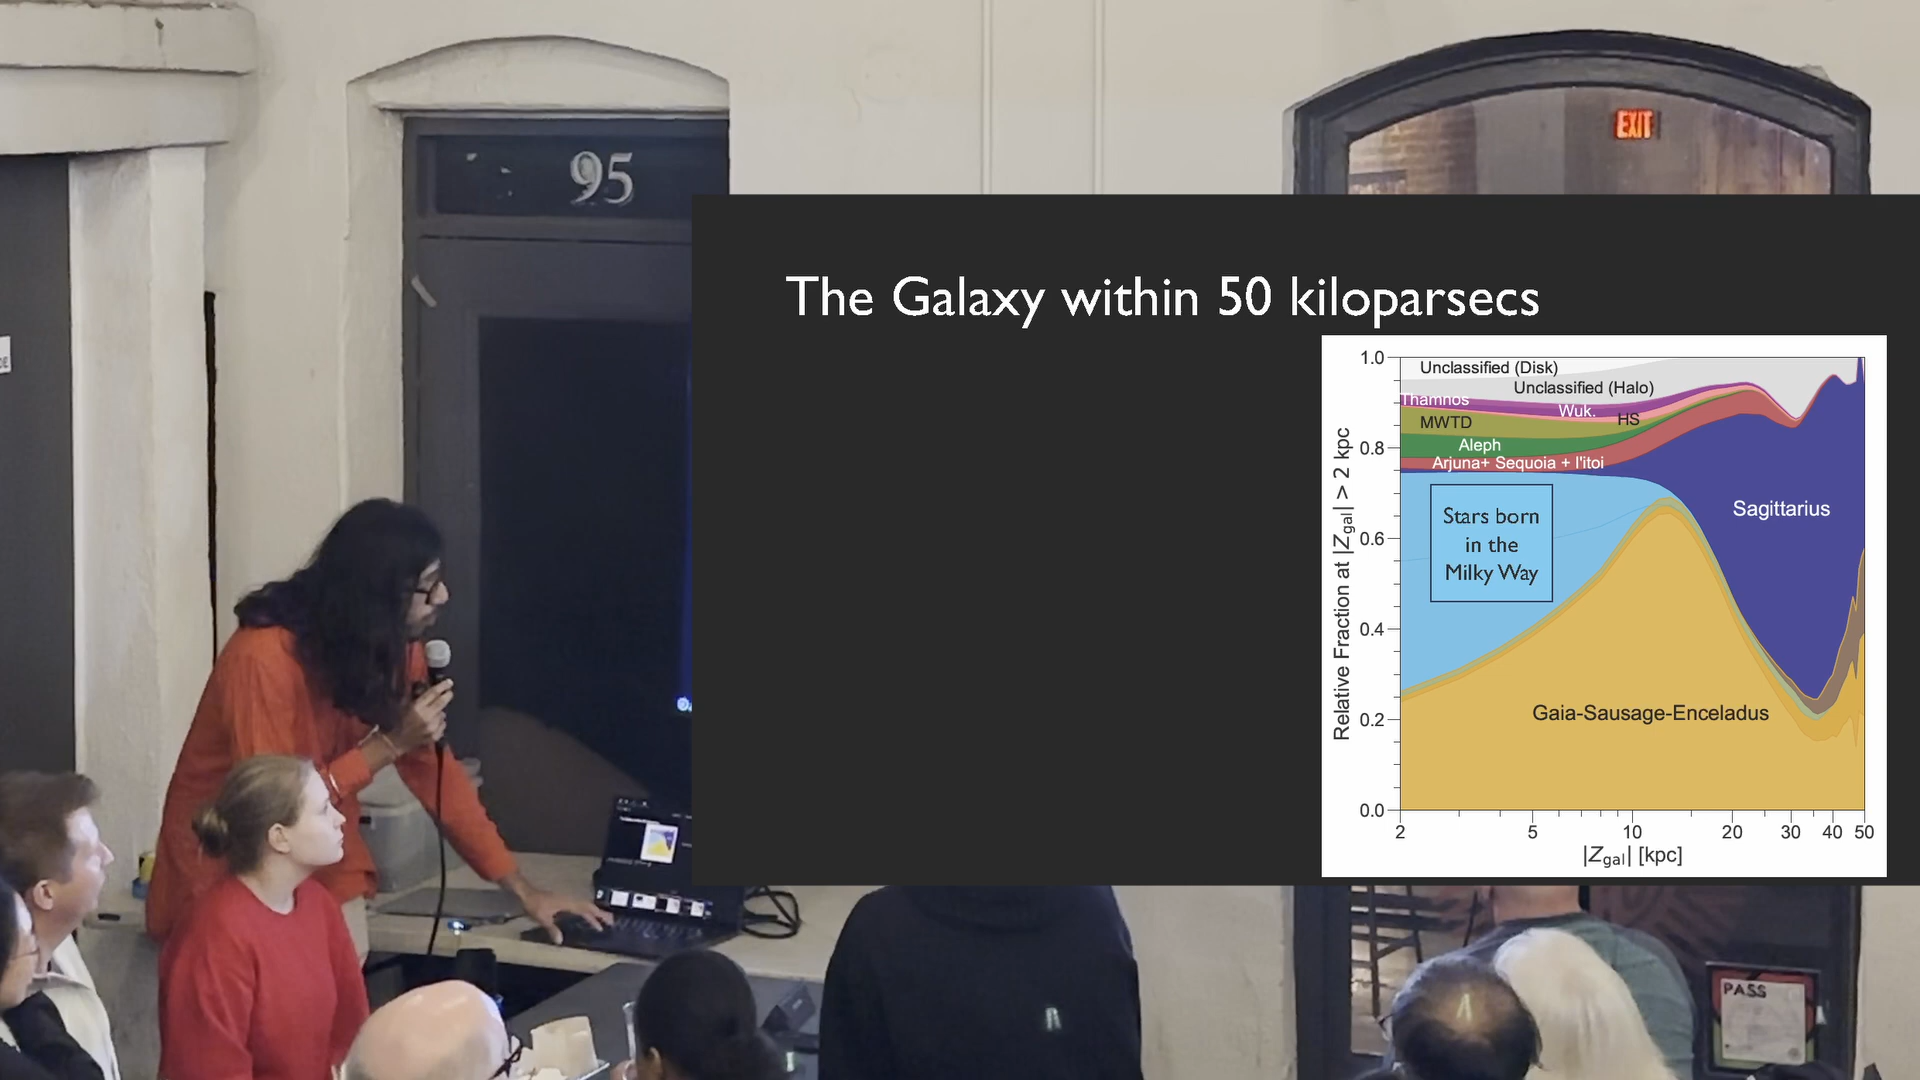 95
EXIT
The Galaxy within 50 kiloparsecs
1.0
0.8
0.6
0.4
0.2
0.0
Relative Fraction at |Zgal| > 2 kpc
Unclassified (Disk)
Unclassified (Halo)
Thamnos
Wuk.
HS
MWTD
Aleph
Arjuna+ Sequoia + I'itoi
Stars born
in the
Milky Way
Sagittarius
Gaia-Sausage-Enceladus
2
5
10
20
30
40
50
|Zgal| [kpc]
PASS